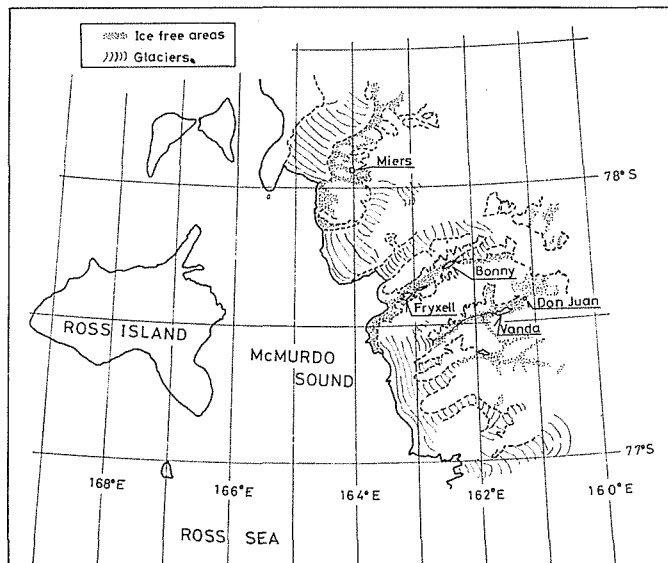 Ice free areas
Glaciers.
Miers
78°S
Bonny
Fryxell
Don Juan
Vanda
ROSS ISLAND
McMURDO
SOUND
77°S
168°E
166°E
164°E
162°E
160°E
ROSS SEA